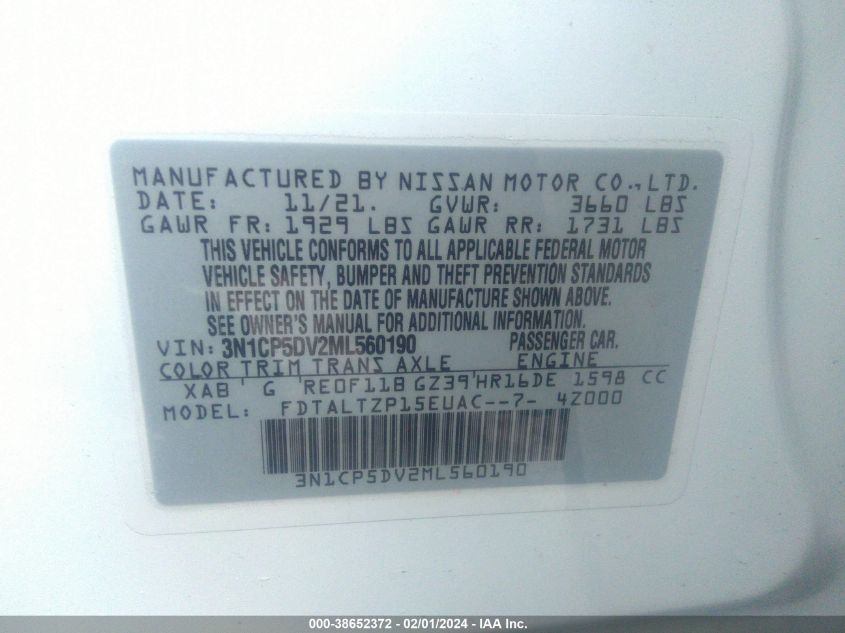 MANUFACTURED BY NISSAN MOTOR CO.,LTD.
DATE: 11/21. GVWR: 3660 LBS
GAWR FR: 1929 LBS GAWR RR: 1731 LBS
THIS VEHICLE CONFORMS TO ALL APPLICABLE FEDERAL MOTOR
VEHICLE SAFETY, BUMPER AND THEFT PREVENTION STANDARDS
IN EFFECT ON THE DATE OF MANUFACTURE SHOWN ABOVE.
SEE OWNER'S MANUAL FOR ADDITIONAL INFORMATION.
VIN: 3N1CP5DV2ML560190 PASSENGER CAR.
COLOR TRIM TRANS AXLE ENGINE
XAB G RE0F11B GZ39 HR16DE 1598 CC
MODEL: FDTALTZP15EUAC--7- 4Z000
3N1CP5DV2ML560190
000-38652372 - 02/01/2024 - IAA Inc.